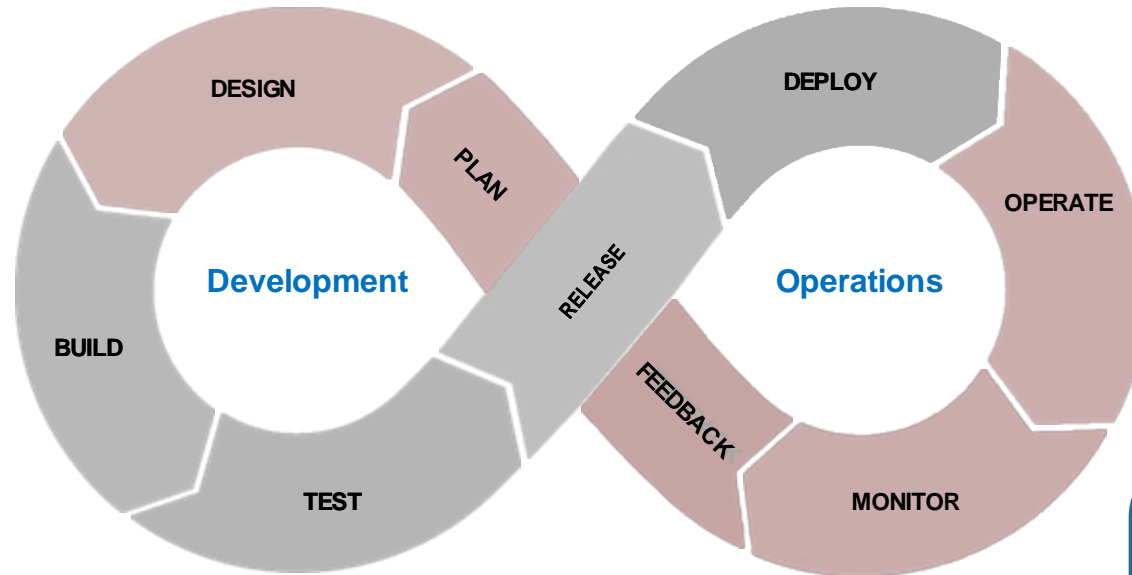 DESIGN
DEPLOY
PLAN
OPERATE
RELEASE
Development
Operations
BUILD
FEEDBACK
TEST
MONITOR